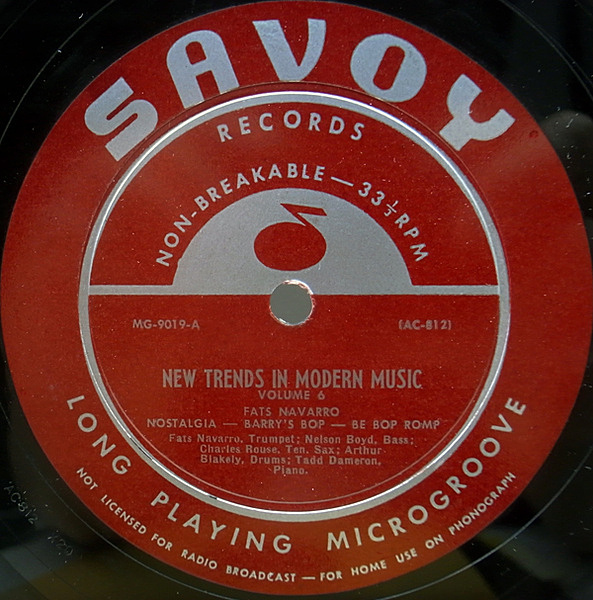 SAVOY
RECORDS
NON-BREAKABLE — 33⅓ RPM
MG-9019-A
(AC-812)
NEW TRENDS IN MODERN MUSIC
VOLUME 6
FATS NAVARRO
NOSTALGIA — BARRY'S BOP — BE BOP ROMP
Fats Navarro, Trumpet; Nelson Boyd, Bass;
Charles Rouse, Ten. Sax; Arthur
Blakely, Drums; Tadd Dameron,
Piano.
LONG PLAYING MICROGROOVE
NOT LICENSED FOR RADIO BROADCAST — FOR HOME USE ON PHONOGRAPH
AC-812